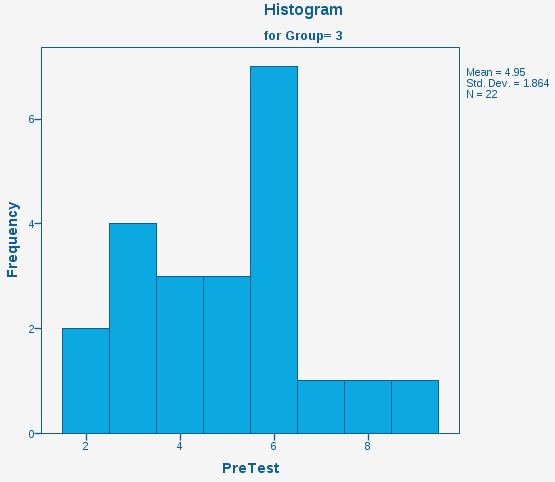 Histogram
for Group= 3
Mean = 4.95
Std. Dev. = 1.864
N = 22
Frequency
6
4
2
0
2 4 6 8
PreTest